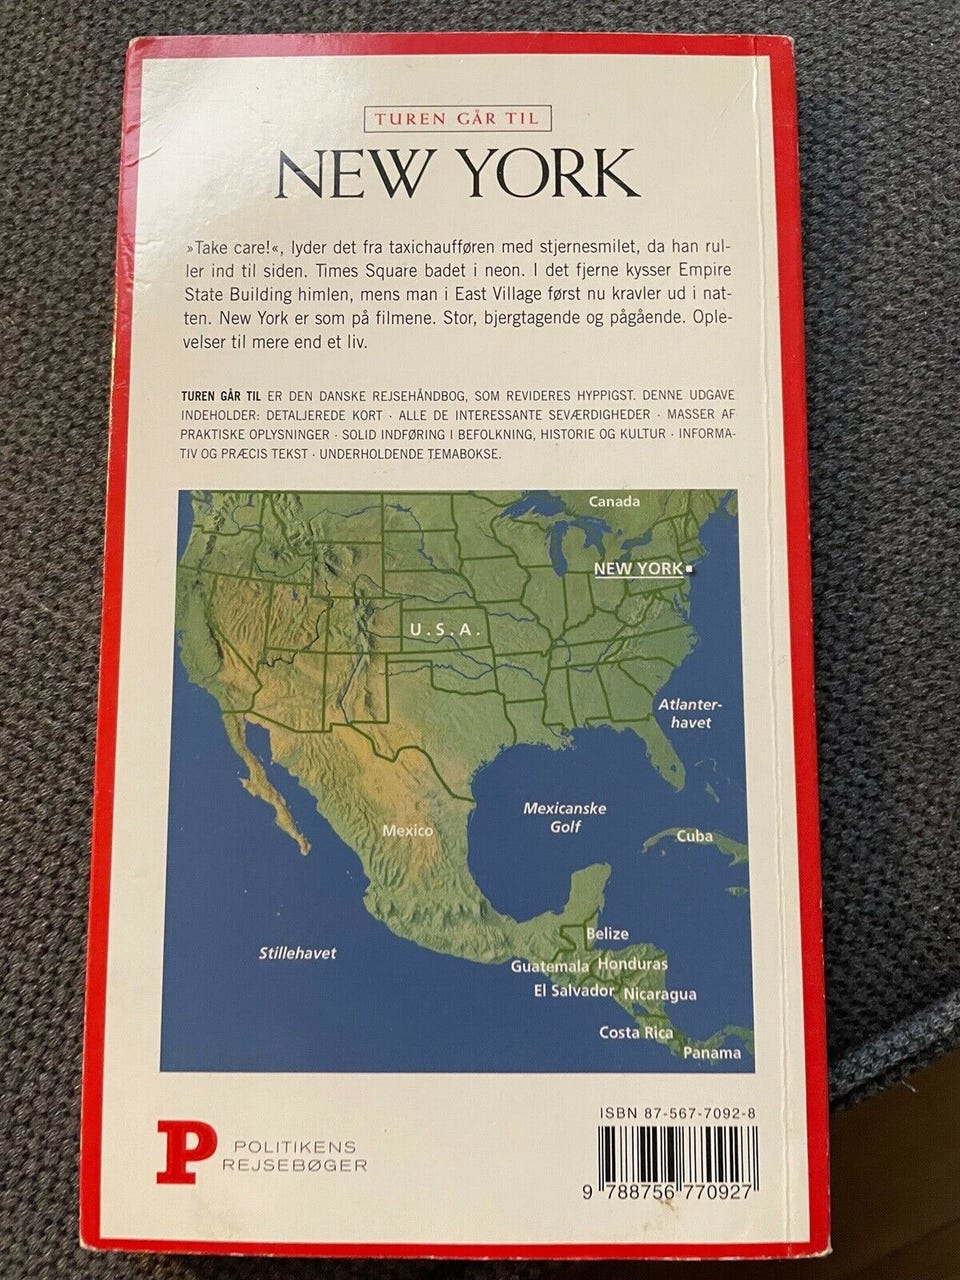 TUREN GÅR TIL
NEW YORK
»Take care!«, lyder det fra taxichaufføren med stjernesmilet, da han rul-
ler ind til siden. Times Square badet i neon. I det fjerne kysser Empire
State Building himlen, mens man i East Village først nu kravler ud i nat-
ten. New York er som på filmene. Stor, bjergtagende og pågående. Ople-
velser til mere end et liv.
TUREN GÅR TIL ER DEN DANSKE REJSEHÅNDBOG, SOM REVIDERES HYPPIGST. DENNE UDGAVE
INDEHOLDER: DETALJEREDE KORT · ALLE DE INTERESSANTE SEVÆRDIGHEDER · MASSER AF
PRAKTISKE OPLYSNINGER · SOLID INDFØRING I BEFOLKNING, HISTORIE OG KULTUR · INFORMA-
TIV OG PRÆCIS TEKST · UNDERHOLDENDE TEMABOKSE.
Canada
NEW YORK
U.S.A.
Atlanter-
havet
Mexicanske
Golf
Mexico
Cuba
Stillehavet
Belize
Guatemala Honduras
El Salvador Nicaragua
Costa Rica
Panama
ISBN 87-567-7092-8
P POLITIKENS
REJSEBØGER
9 788756 770927